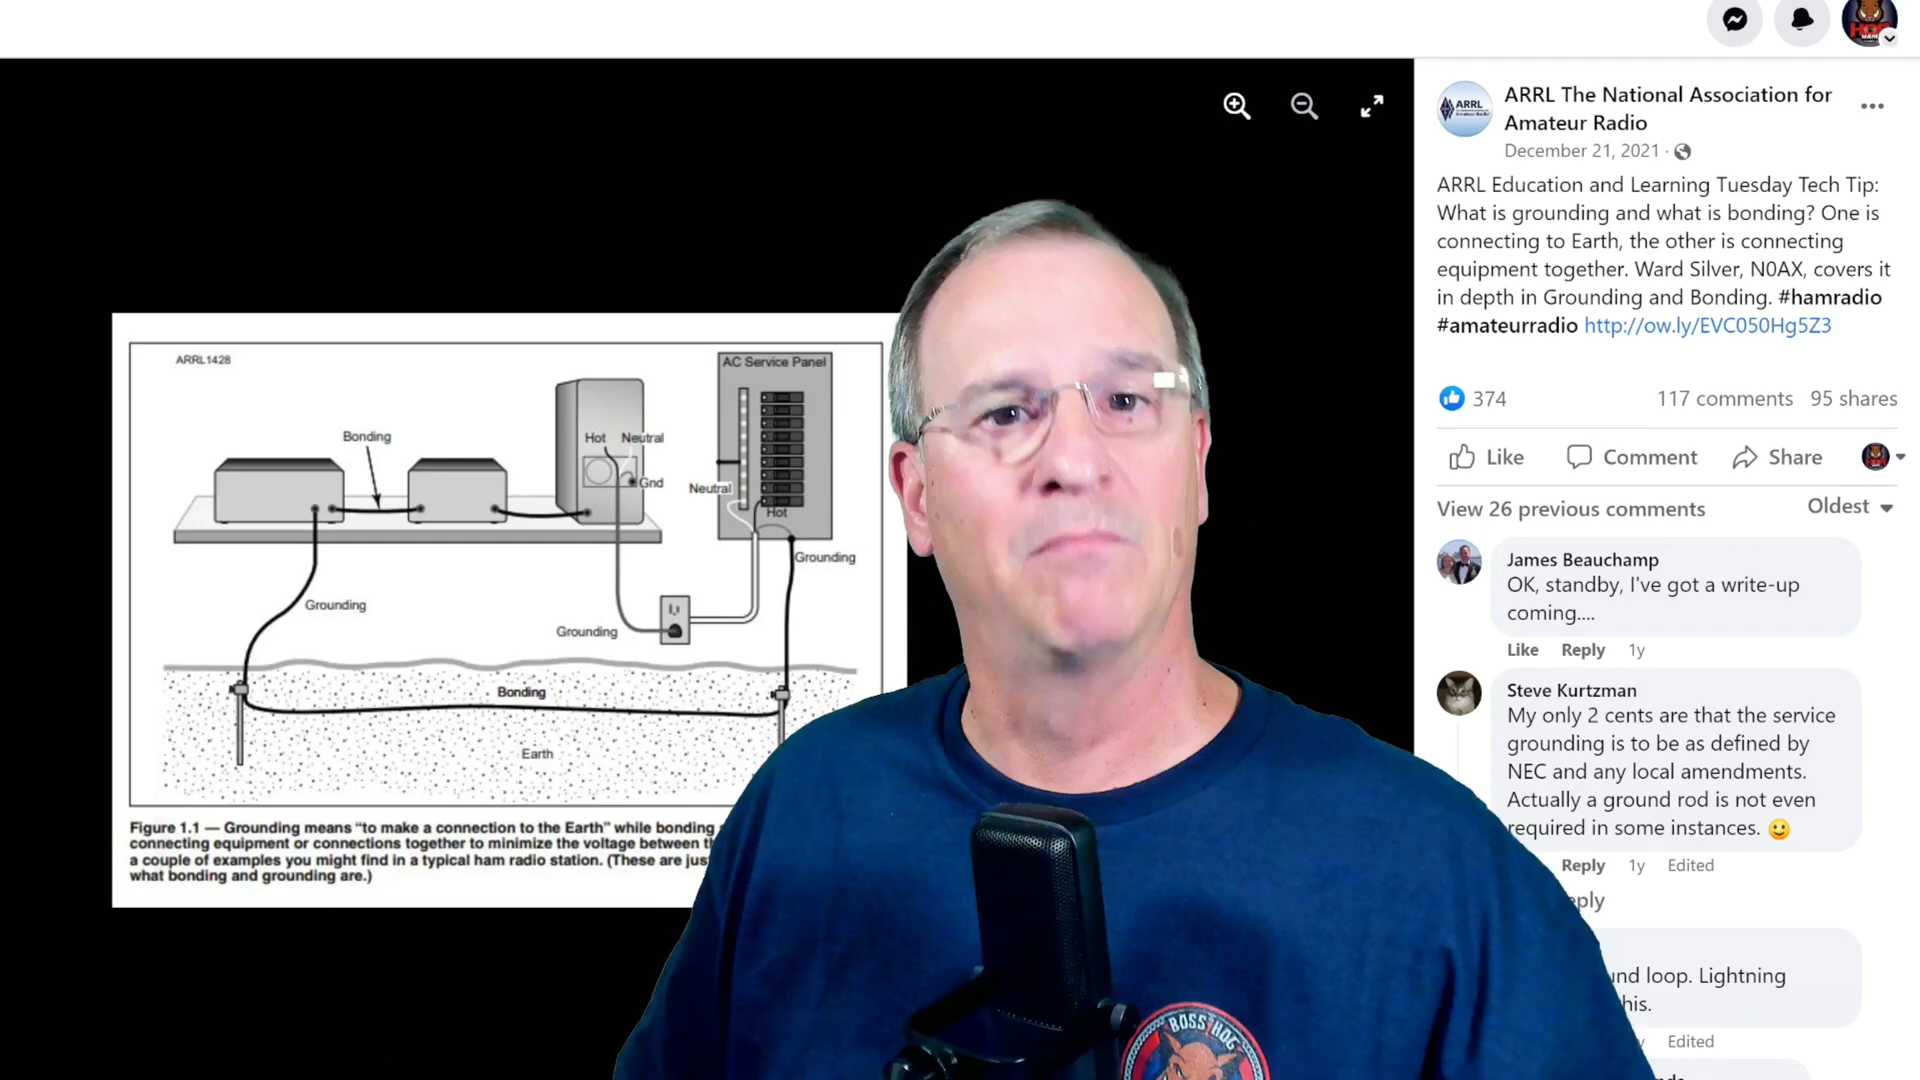 ARRL The National Association for
Amateur Radio
December 21, 2021 ·
ARRL Education and Learning Tuesday Tech Tip:
What is grounding and what is bonding? One is
connecting to Earth, the other is connecting
equipment together. Ward Silver, N0AX, covers it
in depth in Grounding and Bonding. #hamradio
#amateurradio http://ow.ly/EVC050Hg5Z3
374
117 comments 95 shares
Like Comment Share
View 26 previous comments
Oldest
James Beauchamp
OK, standby, I've got a write-up
coming....
Like Reply 1y
Steve Kurtzman
My only 2 cents are that the service
grounding is to be as defined by
NEC and any local amendments.
Actually a ground rod is not even
required in some instances.
Reply 1y Edited
loop. Lightning
Edited
ARRL
ARRL1428
AC Service Panel
Bonding
Hot Neutral
Gnd
Neutral
Hot
Grounding
Grounding
Grounding
Bonding
Earth
Figure 1.1 — Grounding means “to make a connection to the Earth” while bonding
connecting equipment or connections together to minimize the voltage between
a couple of examples you might find in a typical ham radio station. (These are
what bonding and grounding are.)
BOSS HOG